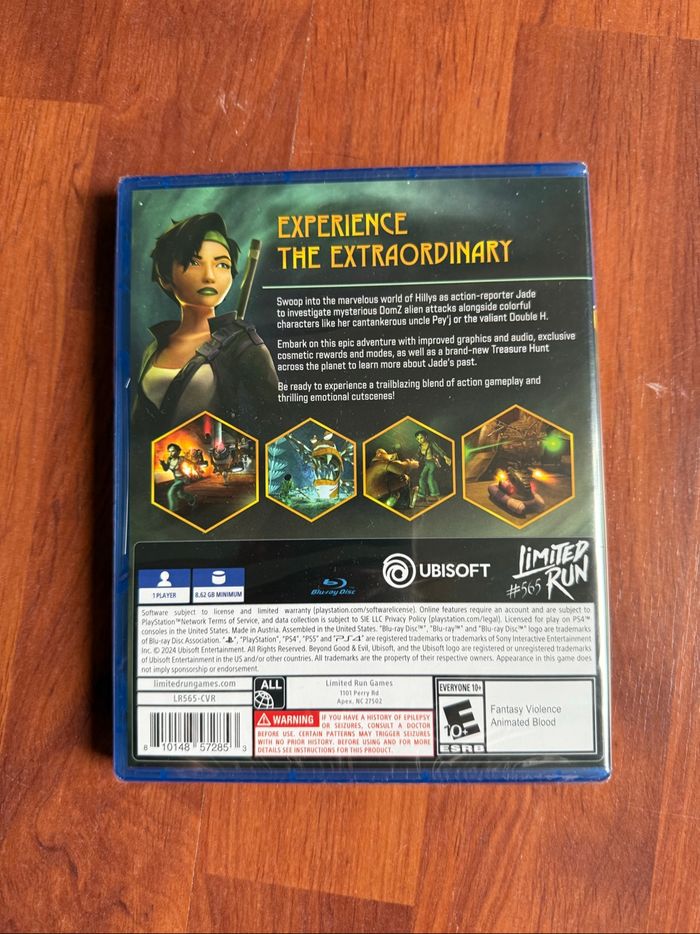 EXPERIENCE
THE EXTRAORDINARY
Swoop into the marvelous world of Hillys as action-reporter Jade
to investigate mysterious DomZ alien attacks alongside colorful
characters like her cantankerous uncle Pey'j or the valiant Double H.
Embark on this epic adventure with improved graphics and audio, exclusive
cosmetic rewards and modes, as well as a brand-new Treasure Hunt
across the planet to learn more about Jade's past.
Be ready to experience a trailblazing blend of action gameplay and
thrilling emotional cutscenes!
1 PLAYER
8.62 GB MINIMUM
Blu-ray Disc
UBISOFT
LIMITED
RUN
#565
Software subject to license and limited warranty (playstation.com/softwarelicense). Online features require an account and are subject to
PlayStation™Network Terms of Service, and data collection is subject to SIE LLC Privacy Policy (playstation.com/legal). Licensed for play on PS4™
consoles in the United States. Made in Austria. Assembled in the United States. "Blu-ray Disc™", "Blu-ray™" and "Blu-ray Disc™" logo are trademarks
of Blu-ray Disc Association. "PS", "PlayStation", "PS4", "PS5" and "PS4" are registered trademarks or trademarks of Sony Interactive Entertainment
Inc. © 2024 Ubisoft Entertainment. All Rights Reserved. Beyond Good & Evil, Ubisoft, and the Ubisoft logo are registered or unregistered trademarks
of Ubisoft Entertainment in the US and/or other countries. All trademarks are the property of their respective owners. Appearance in this game does
not imply sponsorship or endorsement.
limitedrungames.com
LR565-CVR
8 10148 57285 3
ALL
Limited Run Games
1101 Perry Rd
Apex, NC 27502
WARNING IF YOU HAVE A HISTORY OF EPILEPSY
OR SEIZURES, CONSULT A DOCTOR
BEFORE USE. CERTAIN PATTERNS MAY TRIGGER SEIZURES
WITH NO PRIOR HISTORY. BEFORE USING AND FOR MORE
DETAILS SEE INSTRUCTIONS FOR THIS PRODUCT.
EVERYONE 10+
E
10+
ESRB
Fantasy Violence
Animated Blood